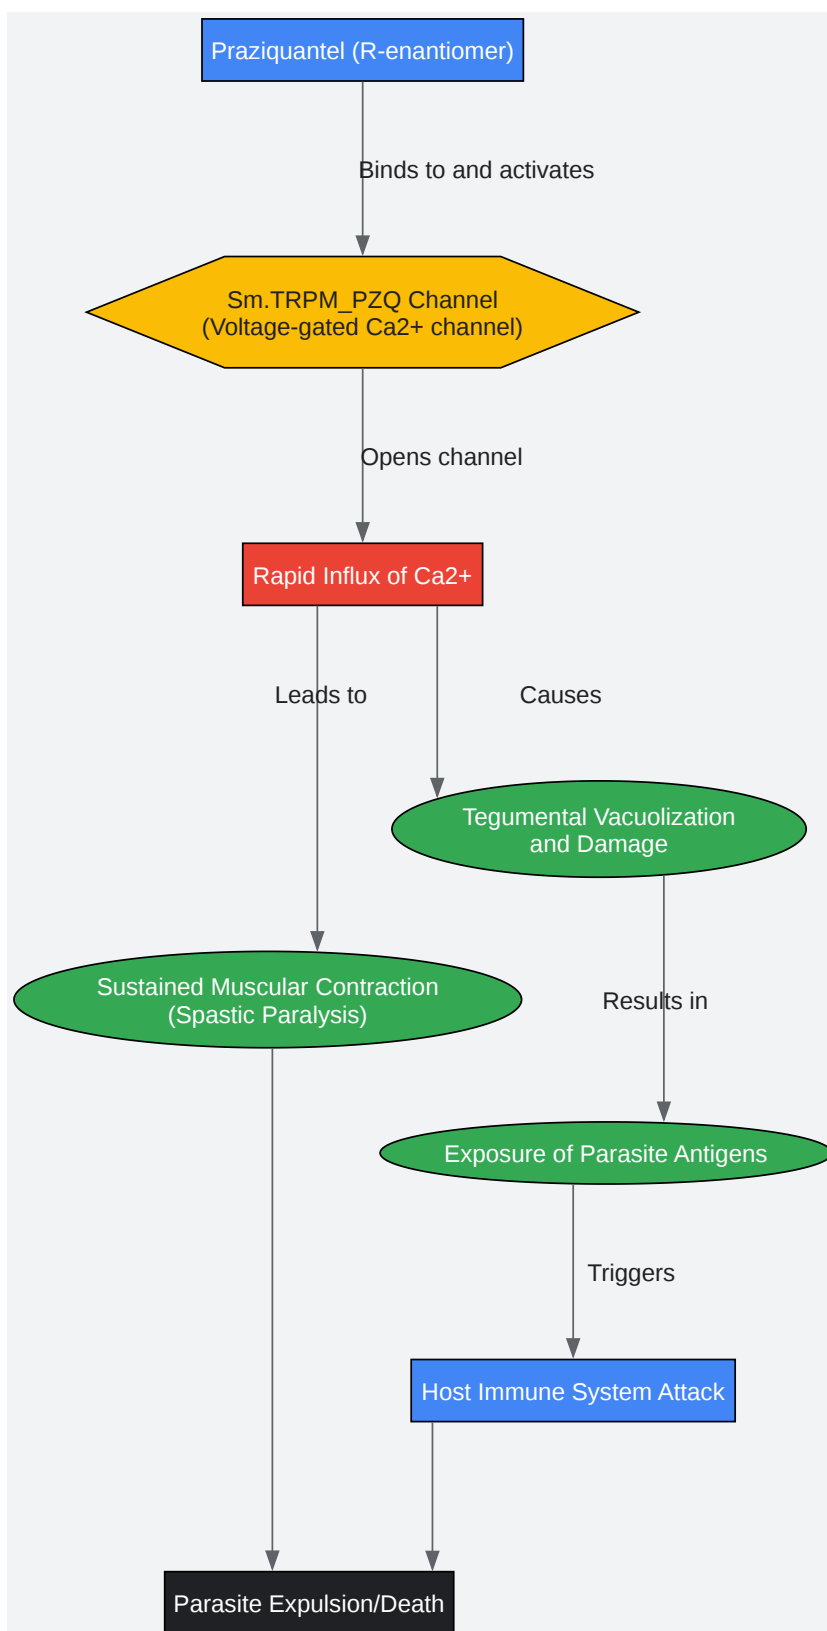 Praziquantel (R-enantiomer)
Binds to and activates
Sm.TRPM_PZQ Channel
(Voltage-gated Ca2+ channel)
Opens channel
Rapid Influx of Ca2+
Leads to
Causes
Tegumental Vacuolization
and Damage
Sustained Muscular Contraction
(Spastic Paralysis)
Results in
Exposure of Parasite Antigens
Triggers
Host Immune System Attack
Parasite Expulsion/Death